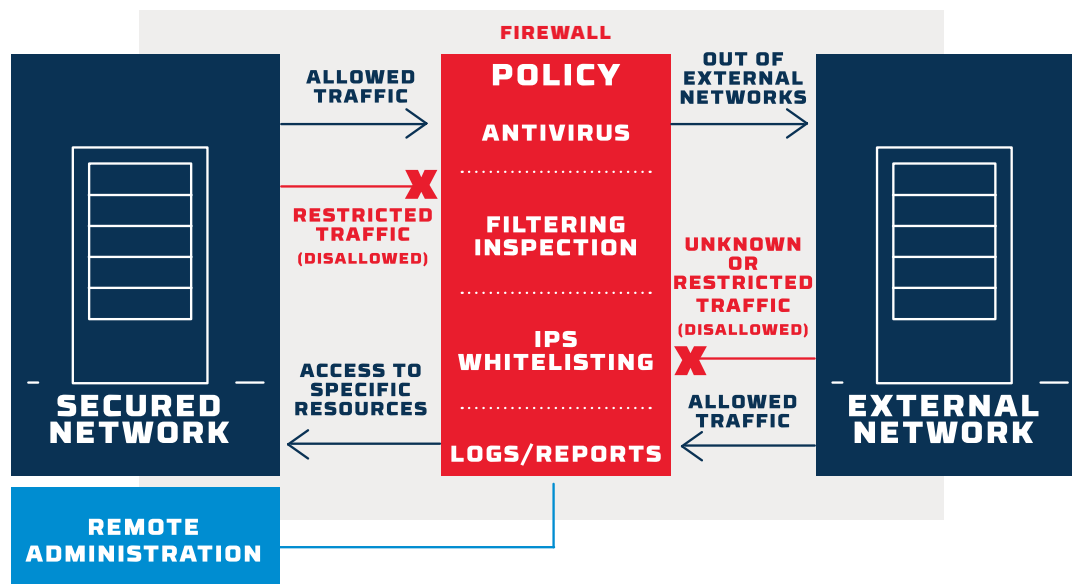 FIREWALL
POLICY
ANTIVIRUS
FILTERING
INSPECTION
IPS
WHITELISTING
LOGS/REPORTS
ALLOWED
TRAFFIC
RESTRICTED
TRAFFIC
(DISALLOWED)
ACCESS TO
SPECIFIC
RESOURCES
OUT OF
EXTERNAL
NETWORKS
UNKNOWN
OR
RESTRICTED
TRAFFIC
(DISALLOWED)
ALLOWED
TRAFFIC
SECURED
NETWORK
EXTERNAL
NETWORK
REMOTE
ADMINISTRATION